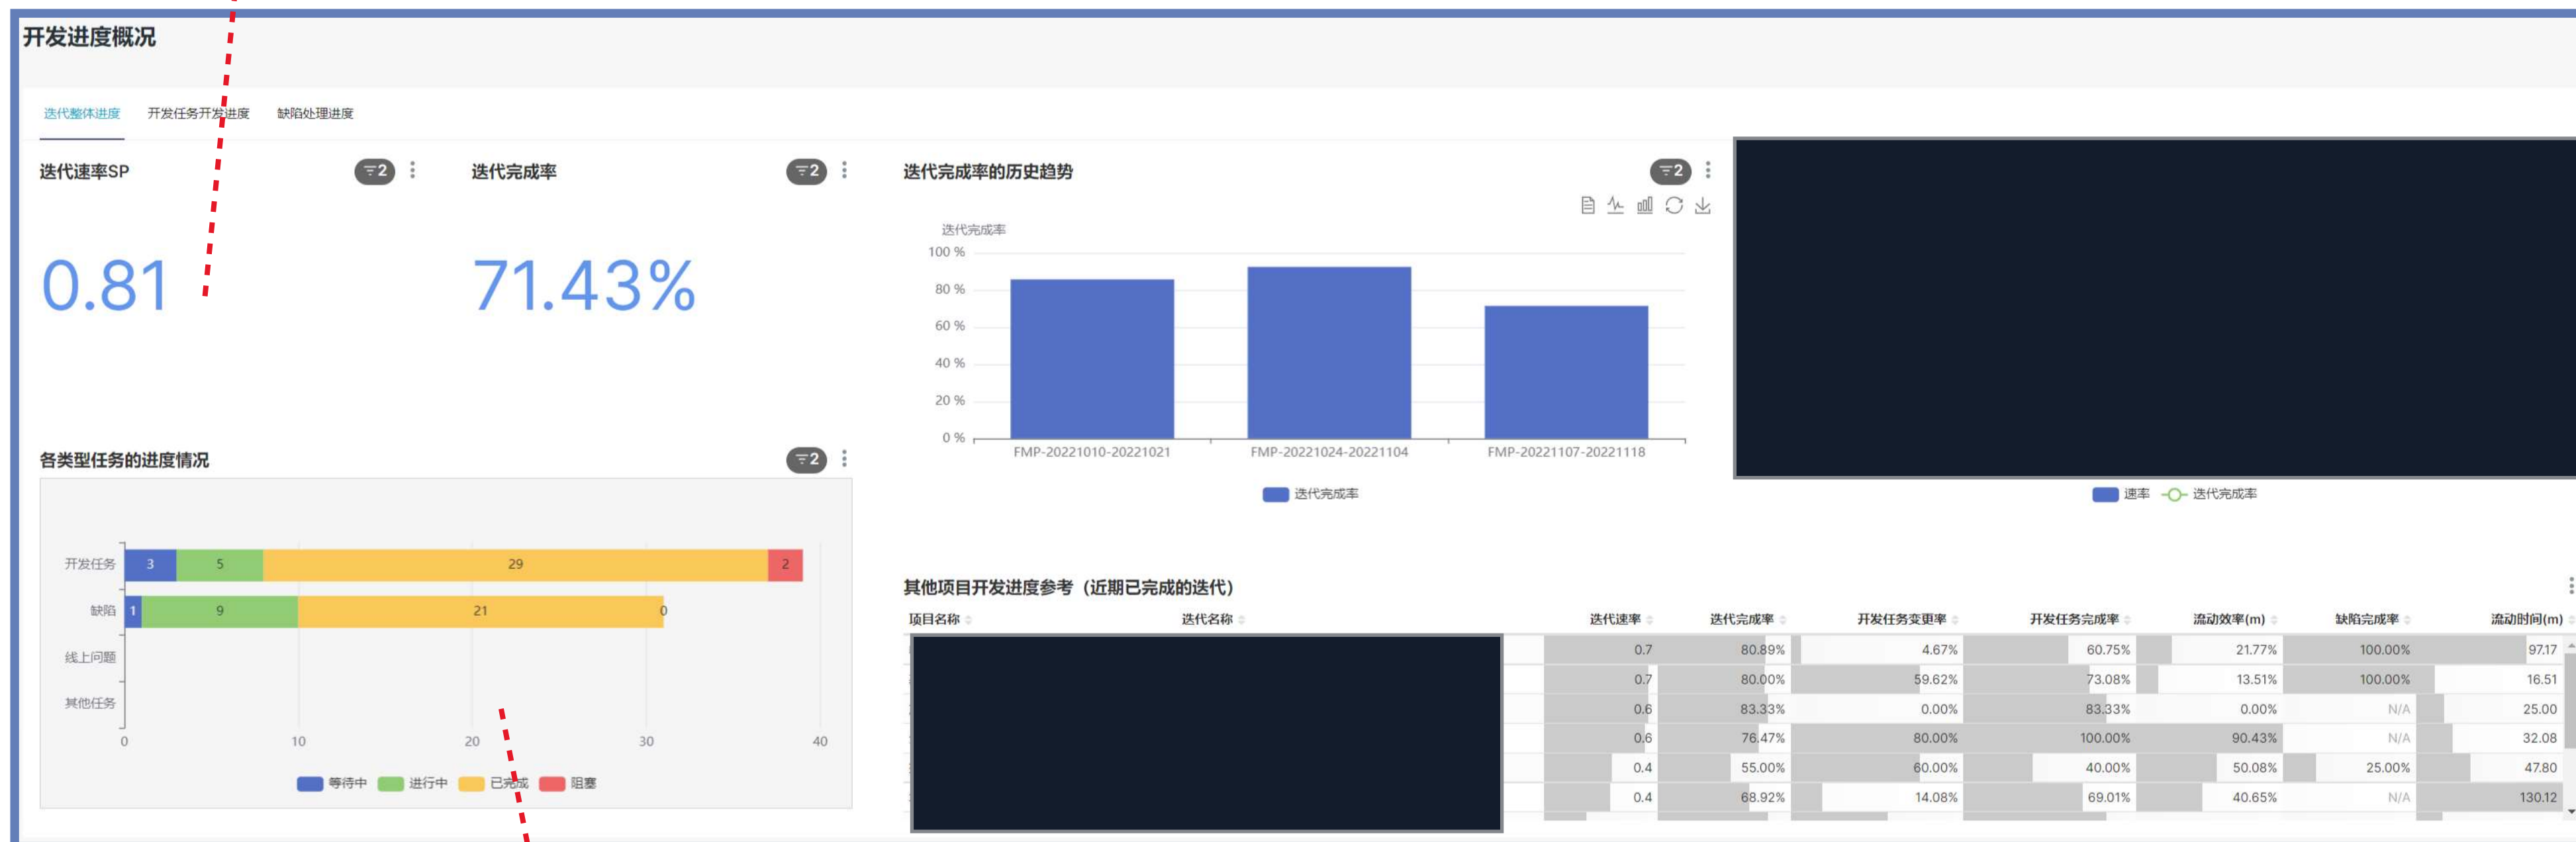 开发进度概况
迭代整体进度 开发任务开发进度 缺陷处理进度
迭代速率SP 2
0.81
迭代完成率 2
71.43%
迭代完成率的历史趋势 2
迭代完成率
100 %
80 %
60 %
40 %
20 %
0 %
FMP-20221010-20221021 FMP-20221024-20221104 FMP-20221107-20221118
迭代完成率
速率 迭代完成率
各类型任务的进度情况 2
开发任务 3 5 29 2
缺陷 1 9 21 0
线上问题
其他任务
0 10 20 30 40
等待中 进行中 已完成 阻塞
其他项目开发进度参考（近期已完成的迭代）
项目名称 迭代名称 迭代速率 迭代完成率 开发任务变更率 开发任务完成率 流动效率(m) 缺陷完成率 流动时间(m)
0.7 80.89% 4.67% 60.75% 21.77% 100.00% 97.17
0.7 80.00% 59.62% 73.08% 13.51% 100.00% 16.51
0.6 83.33% 0.00% 83.33% 0.00% N/A 25.00
0.6 76.47% 80.00% 100.00% 90.43% N/A 32.08
0.4 55.00% 60.00% 40.00% 50.08% 25.00% 47.80
0.4 68.92% 14.08% 69.01% 40.65% N/A 130.12